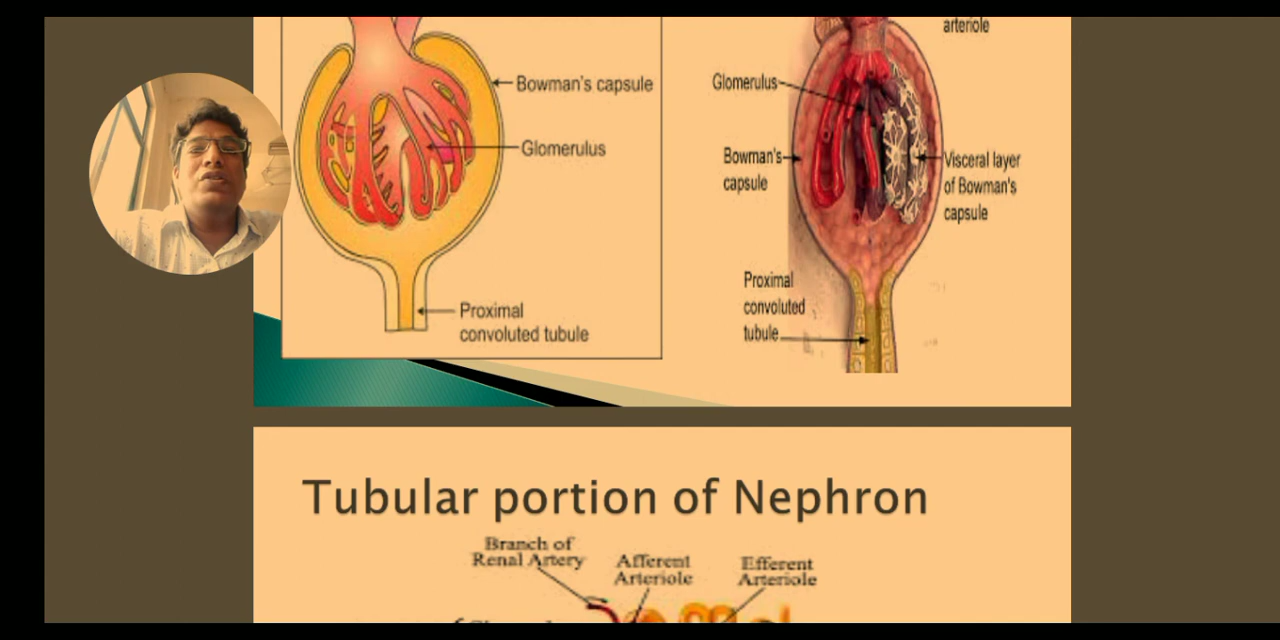 arteriole
Bowman's capsule
Glomerulus
Proximal
convoluted tubule
Glomerulus
Bowman's
capsule
Visceral layer
of Bowman's
capsule
Proximal
convoluted
tubule
Tubular portion of Nephron
Branch of
Renal Artery
Afferent
Arteriole
Efferent
Arteriole